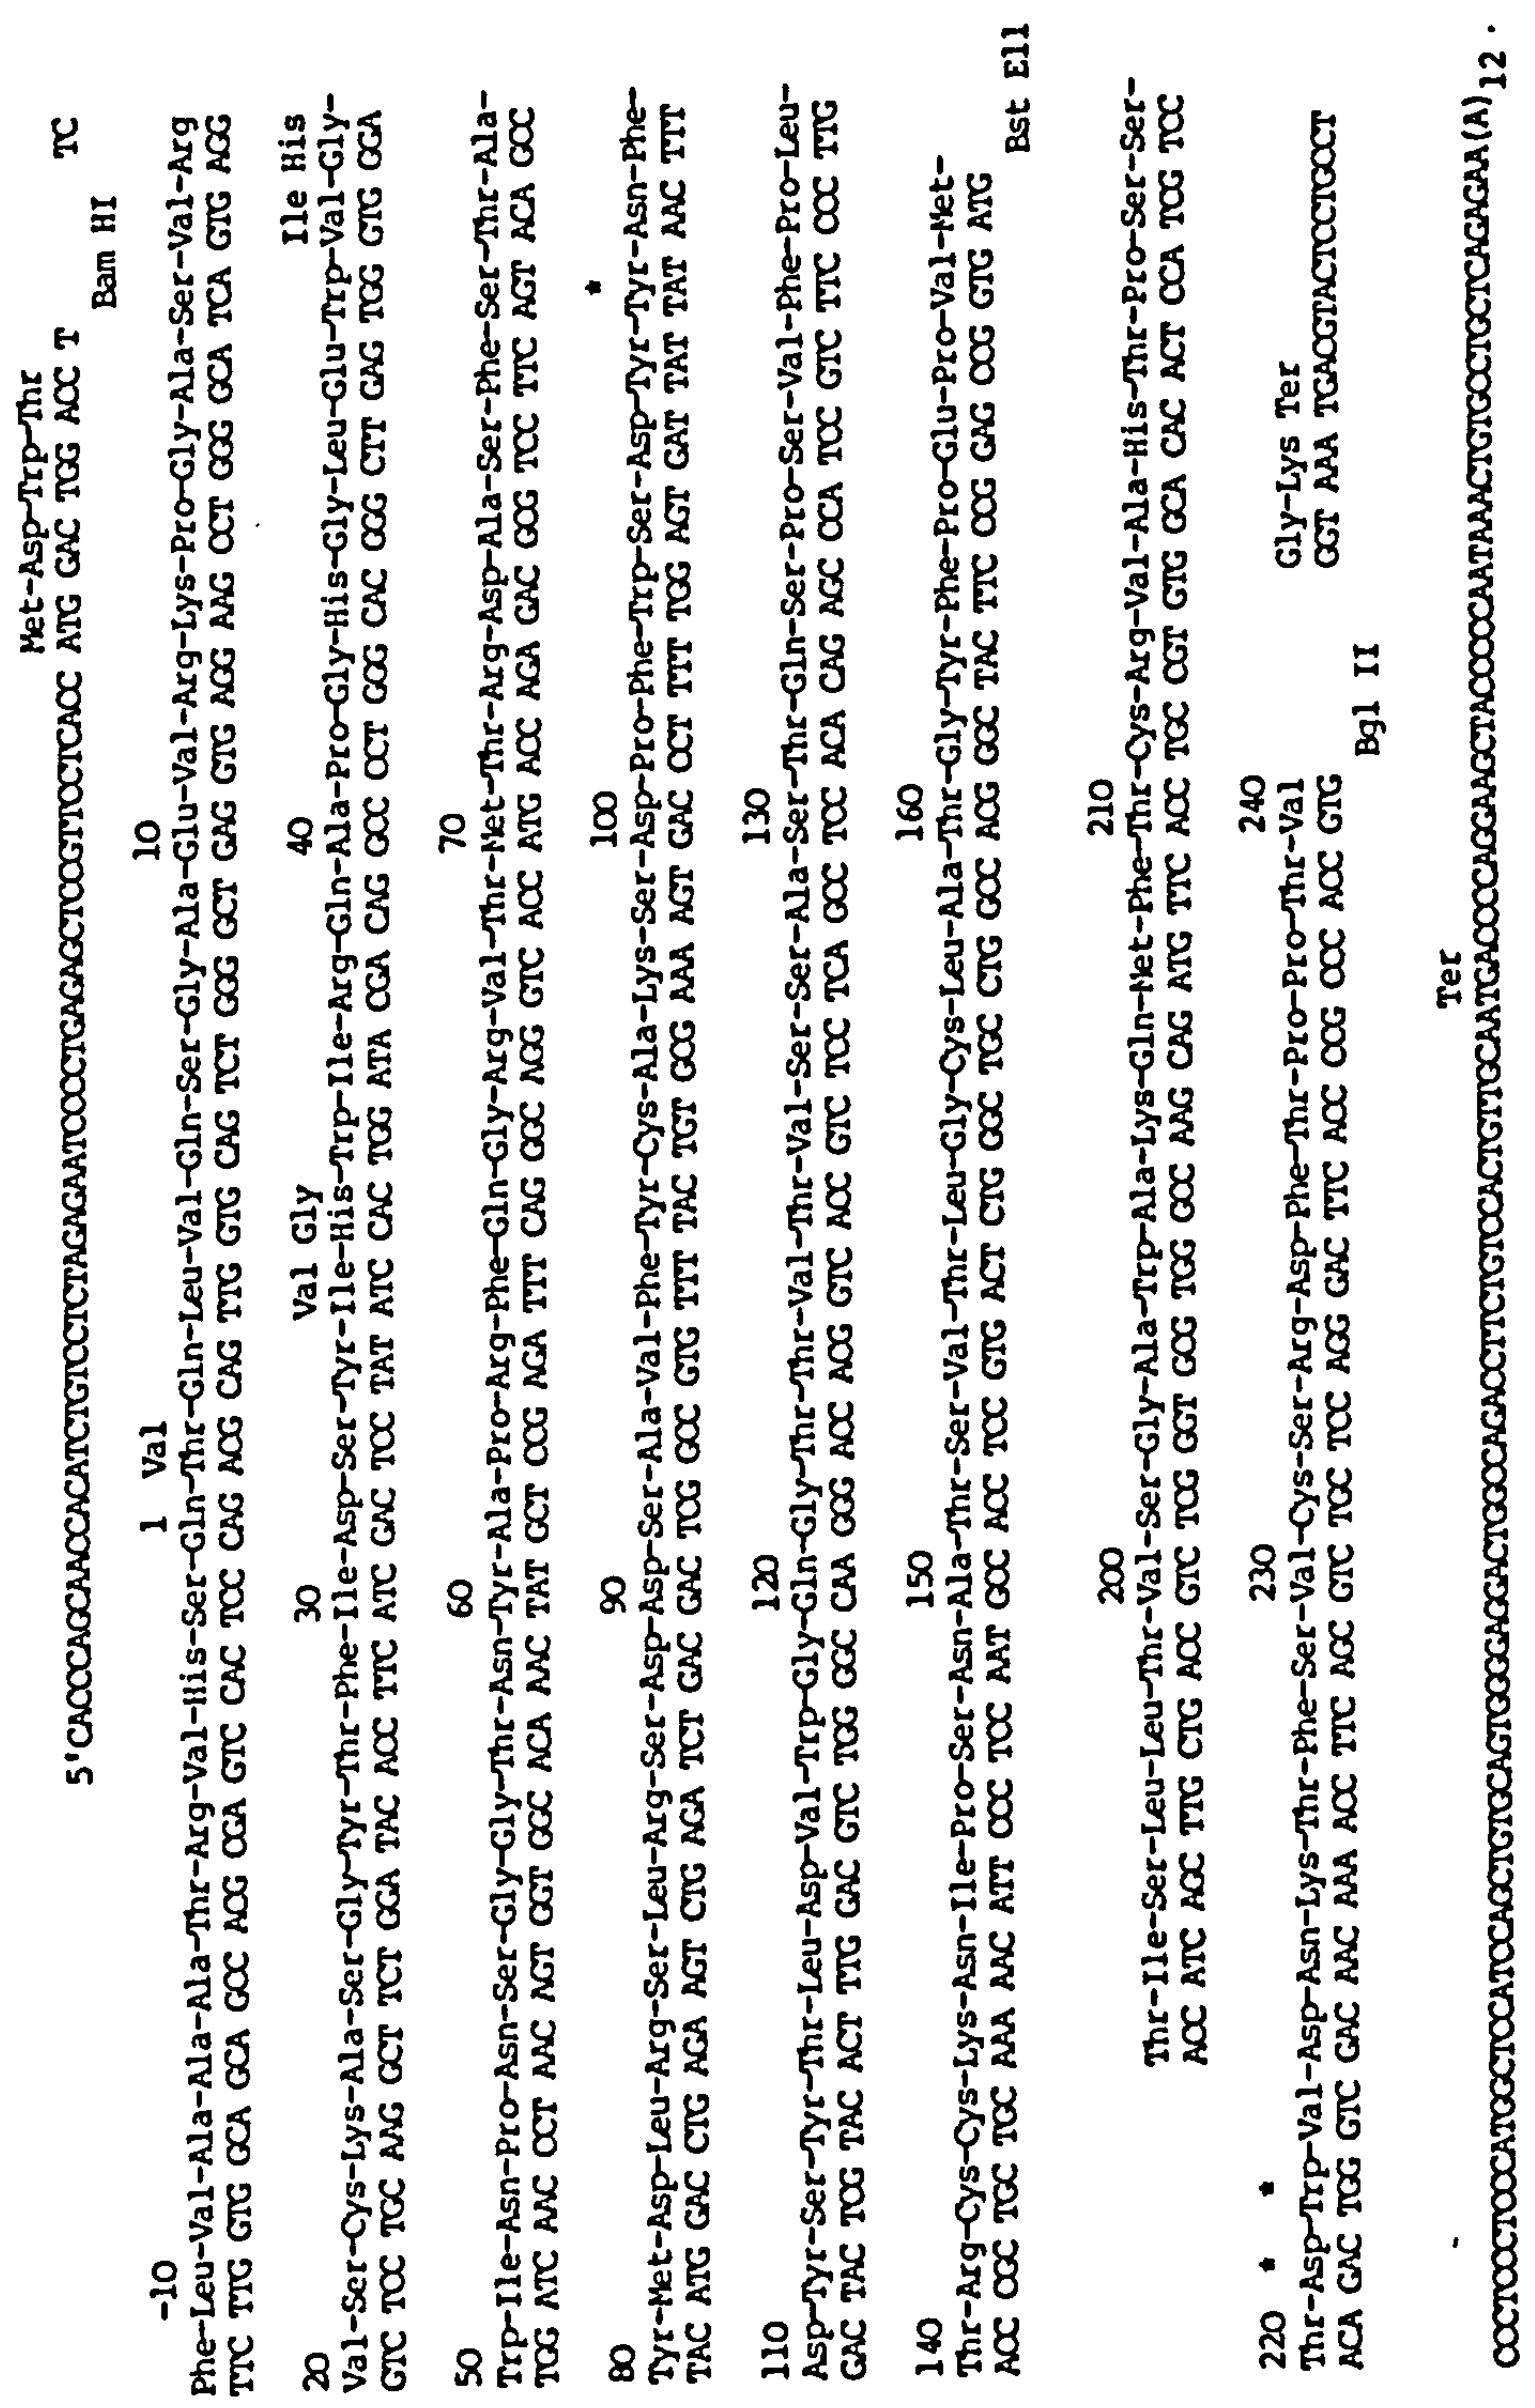 Met-Asp-Trp-Thr
5'CACCCAGCAACCACATCTGTCCTCTAGAGAATCCCCTGAGAGCTCCGTTCCTCACC ATG GAC TGG ACC T TC
Bam HI
-10 1 Val 10
Phe-Leu-Val-Ala-Ala-Ala-Thr-Arg-Val-His-Ser-Gln-Thr-Gln-Leu-Val-Gln-Ser-Gly-Ala-Glu-Val-Arg-Lys-Pro-Gly-Ala-Ser-Val-Arg
TTC TTG GTG GCA GCA GCC ACG CGA GTC CAC TCC CAG ACG CAG TTG GTG CAG TCT GGG GCT GAG GTG AGG AAG CCT GGG GCA TCA GTG AGG
20 30 Val Gly 40 Ile His
Val-Ser-Cys-Lys-Ala-Ser-Gly-Tyr-Thr-Phe-Ile-Asp-Ser-Tyr-Ile-His-Trp-Ile-Arg-Gln-Ala-Pro-Gly-His-Gly-Leu-Glu-Trp-Val-Gly-
GTC TCC TGC AAG GCT TCT GGA TAC ACC TTC ATC GAC TCC TAT ATC CAC TGG ATA CGA CAG GCC CCT GGG CAC GGG CTT GAG TGG GTG GGA
50 60 70
Trp-Ile-Asn-Pro-Asn-Ser-Gly-Gly-Thr-Asn-Tyr-Ala-Pro-Arg-Phe-Gln-Gly-Arg-Val-Thr-Met-Thr-Arg-Asp-Ala-Ser-Phe-Ser-Thr-Ala-
TGG ATC AAC CCT AAC AGT GGT GGC ACA AAC TAT GCT CCG AGA TTT CAG GGC AGG GTC ACC ATG ACC AGA GAC GCG TCC TTC AGT ACA GCC
80 90 100 *
Tyr-Met-Asp-Leu-Arg-Ser-Leu-Arg-Ser-Asp-Asp-Ser-Ala-Val-Phe-Tyr-Cys-Ala-Lys-Ser-Asp-Pro-Phe-Trp-Ser-Asp-Tyr-Tyr-Asn-Phe-
TAC ATG GAC CTG AGA AGT CTG AGA TCT GAC GAC TCG GCC GTG TTT TAC TGT GCG AAA AGT GAC CCT TTT TGG AGT GAT TAT TAT AAC TTT
110 120 130
Asp-Tyr-Ser-Tyr-Thr-Leu-Asp-Val-Trp-Gly-Gln-Gly-Thr-Thr-Val-Thr-Val-Ser-Ser-Ala-Ser-Thr-Gln-Ser-Pro-Ser-Val-Phe-Pro-Leu-
GAC TAC TCG TAC ACT TTG GAC GTC TGG GGC CAA GGG ACC ACG GTC ACC GTC TCC TCA GCC TCC ACA CAG AGC CCA TCC GTC TTC CCC TTG
140 150 160
Thr-Arg-Cys-Cys-Lys-Asn-Ile-Pro-Ser-Asn-Ala-Thr-Ser-Val-Thr-Leu-Gly-Cys-Leu-Ala-Thr-Gly-Tyr-Phe-Pro-Glu-Pro-Val-Met-
ACC CGC TGC TGC AAA AAC ATT CCC TCC AAT GCC ACC TCC GTG ACT CTG GGC TGC CTG GCC ACG GGC TAC TTC CCG GAG CCG GTG ATG
Bst E11
200 210
Thr-Ile-Ser-Leu-Leu-Thr-Val-Ser-Gly-Ala-Trp-Ala-Lys-Gln-Met-Phe-Thr-Cys-Arg-Val-Ala-His-Thr-Pro-Ser-Ser-
ACC ATC AGC TTG CTG ACC GTC TCG GGT GCG TGG GCC AAG CAG ATG TTC ACC TGC CGT GTG GCA CAC ACT CCA TCG TCC
220 * * 230 240
Thr-Asp-Trp-Val-Asp-Asn-Lys-Thr-Phe-Ser-Val-Cys-Ser-Arg-Asp-Phe-Thr-Pro-Pro-Thr-Val Gly-Lys Ter
ACA GAC TGG GTC GAC AAC AAA ACC TTC AGC GTC TGC TCC AGG GAC TTC ACC CCG CCC ACC GTG GGT AAA TGACGTACTCCTGCCT
Bgl II
Ter
CCCTCCCTCCCATGGCTCCATCCAGCTGTGCAGTGGGGAGGACTGGCCAGACCTTCTGTCCACTGTTGCAATGACCCCAGGAAGCTACCCCCAATAAACTGTGCCTGCTCAGAGAA(A)12 .